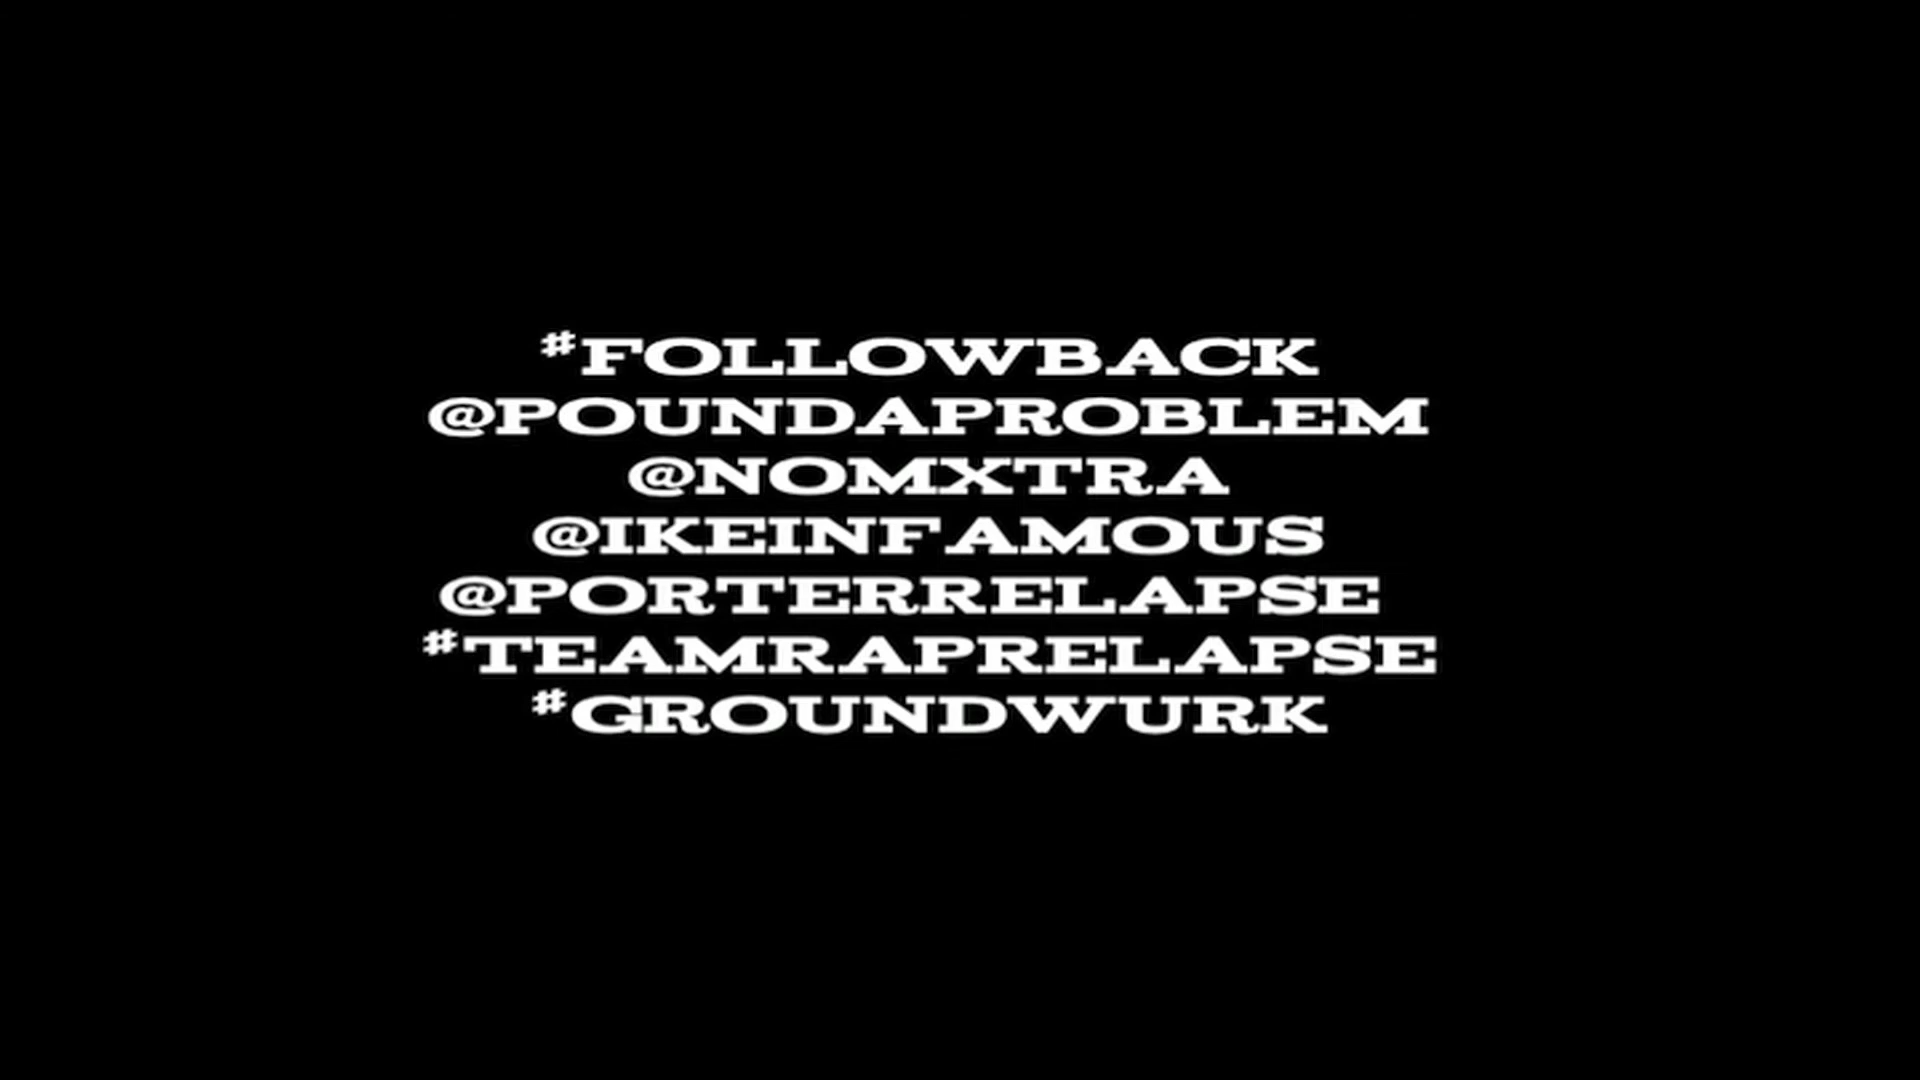 #FOLLOWBACK
@POUNDAPROBLEM
@NOMXTRA
@IKEINFAMOUS
@PORTERRELAPSE
#TEAMRAPRELAPSE
#GROUNDWURK